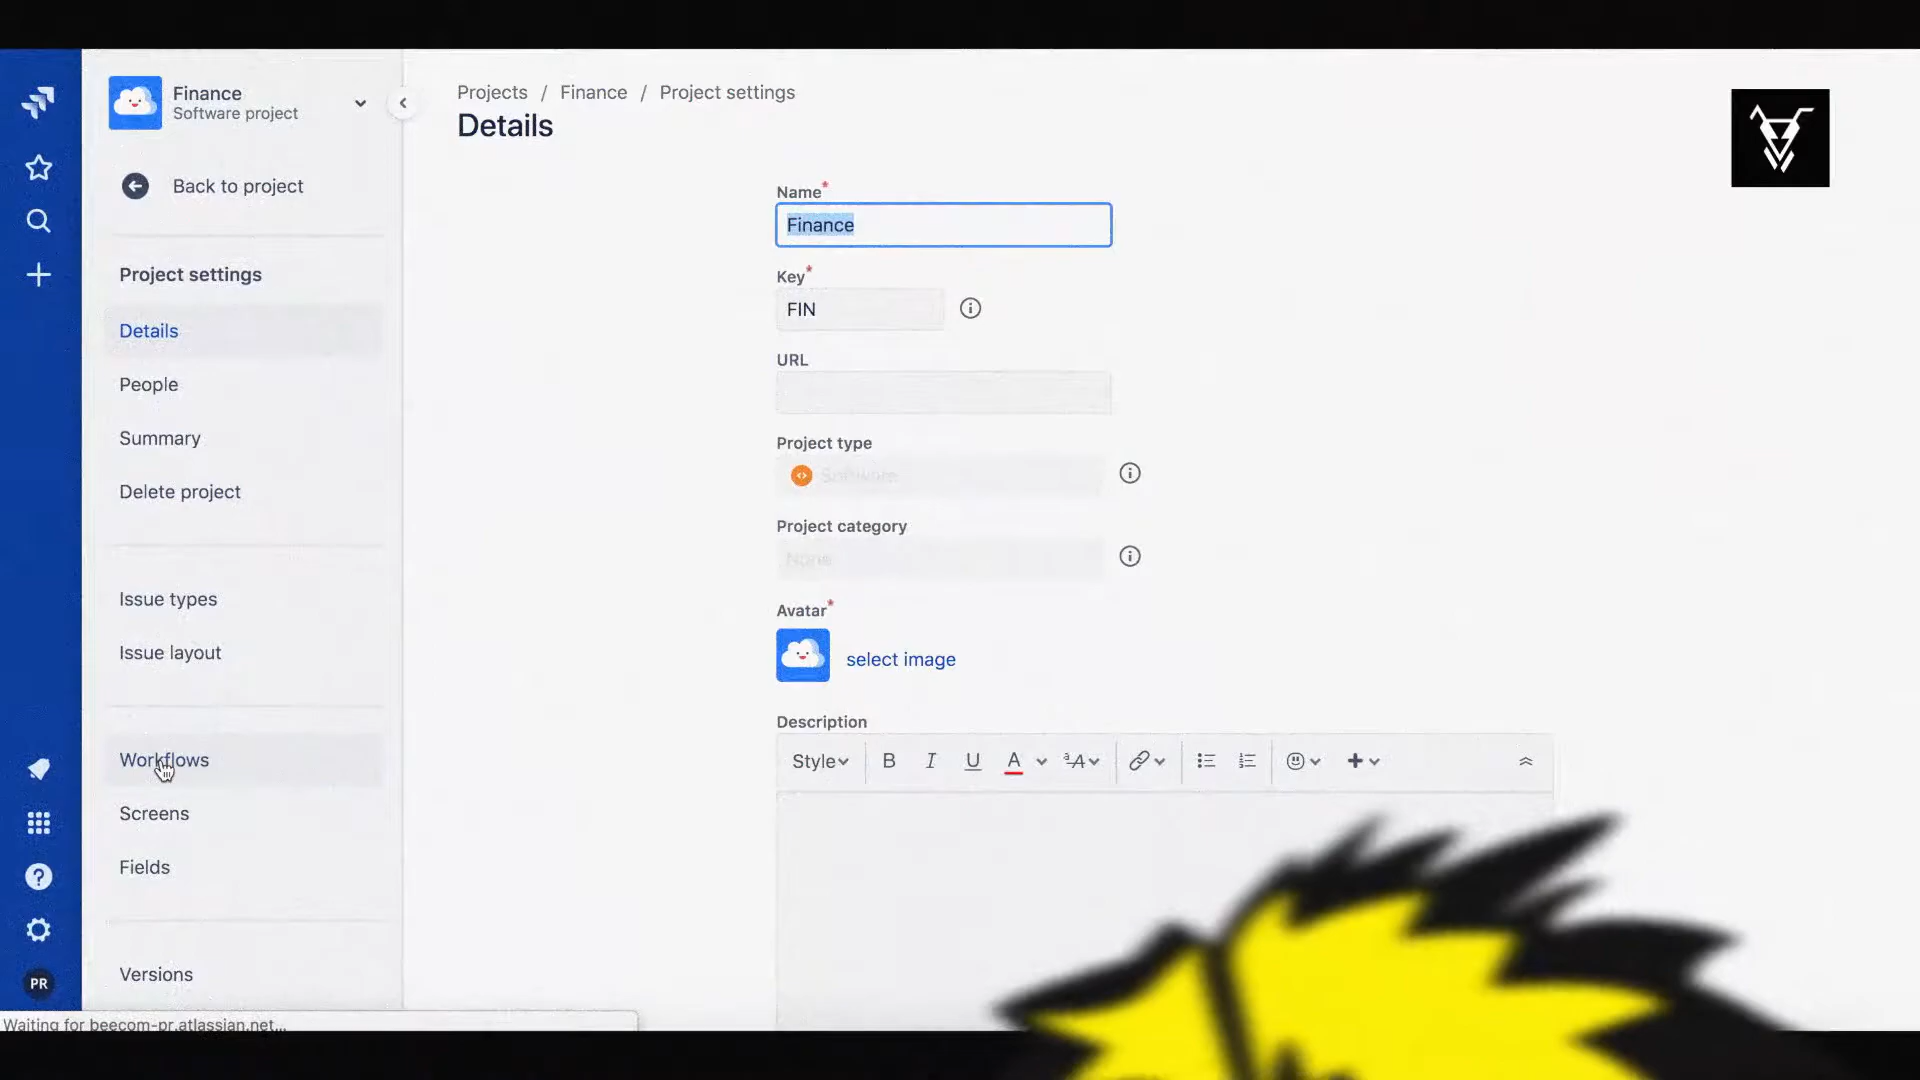 Finance
Software project
Projects / Finance / Project settings
Details
Back to project
Name*
Finance
Project settings
Key*
FIN
Details
URL
People
Summary
Project type
Software
Delete project
Project category
None
Issue types
Avatar*
Issue layout
select image
Description
Workflows
Style B I U A A
Screens
Fields
Versions
PR
Waiting for beecom-pr.atlassian.net...